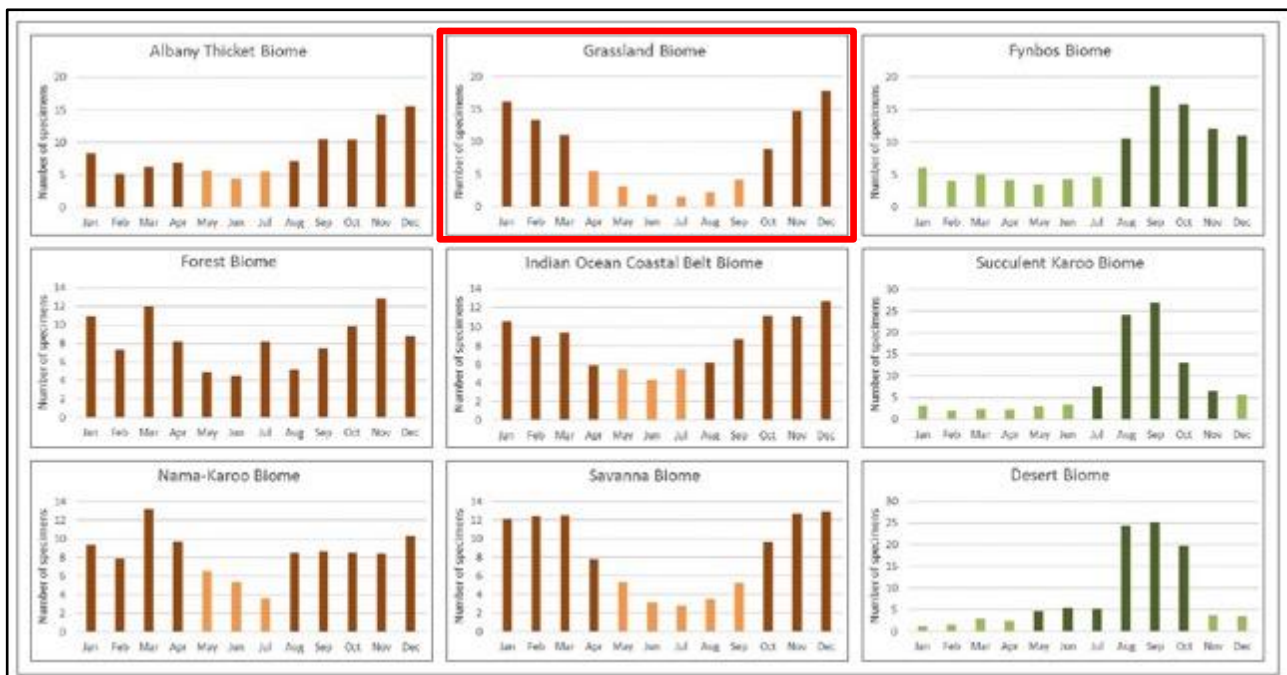 Albany Thicket Biome
Number of specimens
20
15
10
5
0
Jan Feb Mar Apr May Jun Jul Aug Sep Oct Nov Dec
Grassland Biome
Number of specimens
20
15
10
5
0
Jan Feb Mar Apr May Jun Jul Aug Sep Oct Nov Dec
Fynbos Biome
Number of specimens
20
15
10
5
0
Jan Feb Mar Apr May Jun Jul Aug Sep Oct Nov Dec
Forest Biome
Number of specimens
14
12
10
8
6
4
2
0
Jan Feb Mar Apr May Jun Jul Aug Sep Oct Nov Dec
Indian Ocean Coastal Belt Biome
Number of specimens
14
12
10
8
6
4
2
0
Jan Feb Mar Apr May Jun Jul Aug Sep Oct Nov Dec
Succulent Karoo Biome
Number of specimens
30
25
20
15
10
5
0
Jan Feb Mar Apr May Jun Jul Aug Sep Oct Nov Dec
Nama-Karoo Biome
Number of specimens
14
12
10
8
6
4
2
0
Jan Feb Mar Apr May Jun Jul Aug Sep Oct Nov Dec
Savanna Biome
Number of specimens
14
12
10
8
6
4
2
0
Jan Feb Mar Apr May Jun Jul Aug Sep Oct Nov Dec
Desert Biome
Number of specimens
30
25
20
15
10
5
0
Jan Feb Mar Apr May Jun Jul Aug Sep Oct Nov Dec